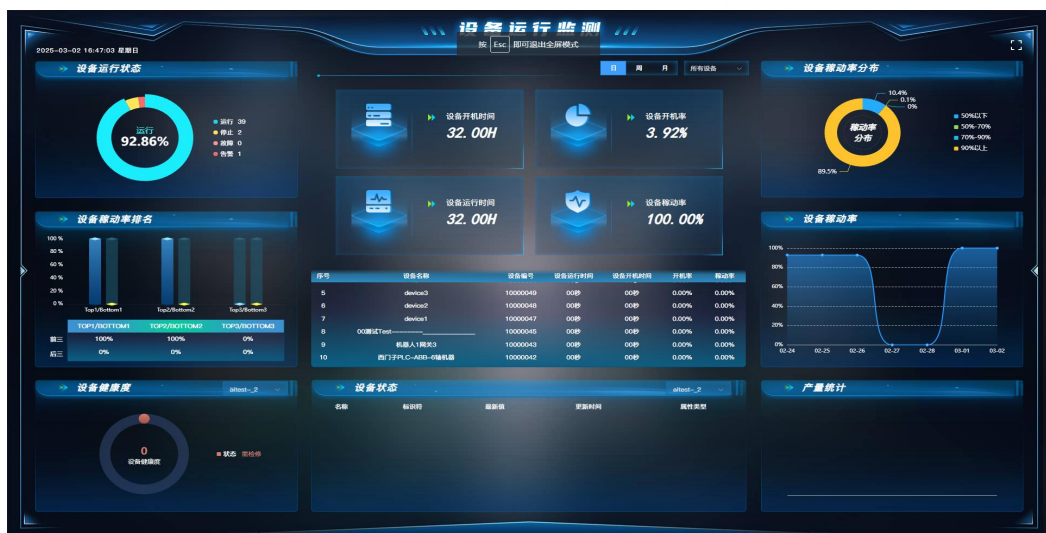 设备运行监测
按 Esc 即可退出全屏模式
2025-03-02 16:47:03 星期日
设备运行状态
运行
92.86%
运行 39
停止 2
故障 0
告警 1
设备稼动率排名
100 %
80 %
60 %
40 %
20 %
0 %
Top1/Bottom1 Top2/Bottom2 Top3/Bottom3
TOP1/BOTTOM1 TOP2/BOTTOM2 TOP3/BOTTOM3
前三 100% 100% 0%
后三 0% 0% 0%
设备健康度
aitest-_2
0
设备健康度
状态 需检修
日 周 月 所有设备
设备开机时间
32.00H
设备开机率
3.92%
设备运行时间
32.00H
设备稼动率
100.00%
序号 设备名称 设备编号 设备运行时间 设备开机时间 开机率 稼动率
5 device3 10000049 00秒 00秒 0.00% 0.00%
6 device2 10000048 00秒 00秒 0.00% 0.00%
7 device1 10000047 00秒 00秒 0.00% 0.00%
8 00测试Test-----------___________ 10000045 00秒 00秒 0.00% 0.00%
9 机器人1网关3 10000043 00秒 00秒 0.00% 0.00%
10 西门子PLC-ABB-6轴机器 10000042 00秒 00秒 0.00% 0.00%
设备状态
aitest-_2
名称 标识符 最新值 更新时间 属性类型
设备稼动率分布
10.4%
0.1%
0%
稼动率
分布
89.5%
50%以下
50%-70%
70%-90%
90%以上
设备稼动率
100%
80%
60%
40%
20%
0%
02-24 02-25 02-26 02-27 02-28 03-01 03-02
产量统计